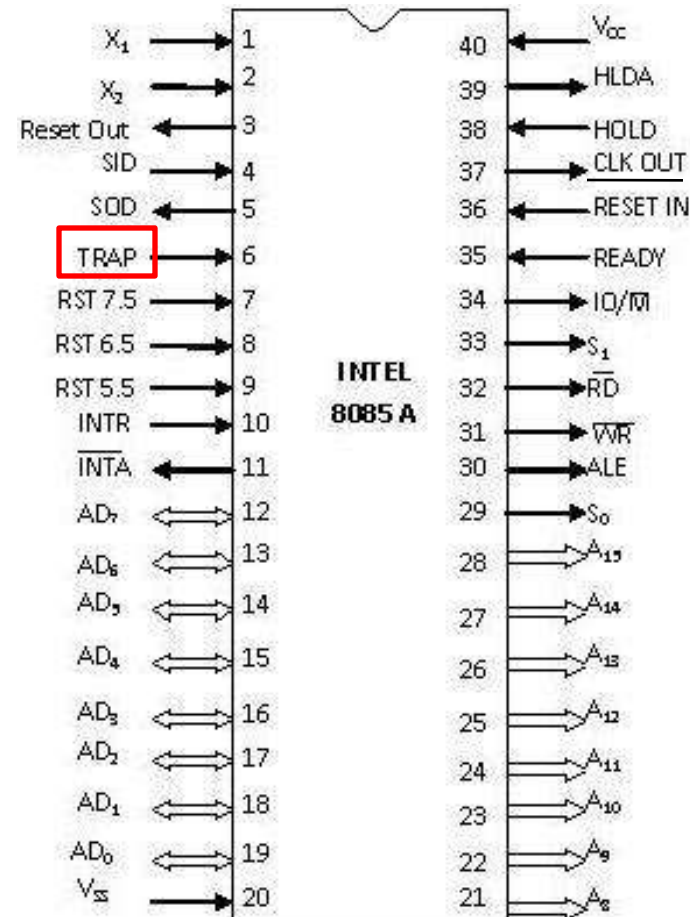 X₁ 1 40 Vcc
X₂ 2 39 HLDA
Reset Out 3 38 HOLD
SID 4 37 CLK OUT
SOD 5 36 RESET IN
TRAP 6 35 READY
RST 7.5 7 34 IO/M̅
RST 6.5 8 33 S₁
RST 5.5 9 32 R̅D̅
INTR 10 31 W̅R̅
I̅N̅T̅A̅ 11 30 ALE
AD₇ 12 29 S₀
AD₆ 13 28 A₁₅
AD₅ 14 27 A₁₄
AD₄ 15 26 A₁₃
AD₃ 16 25 A₁₂
AD₂ 17 24 A₁₁
AD₁ 18 23 A₁₀
AD₀ 19 22 A₉
Vss 20 21 A₈
INTEL
8085 A